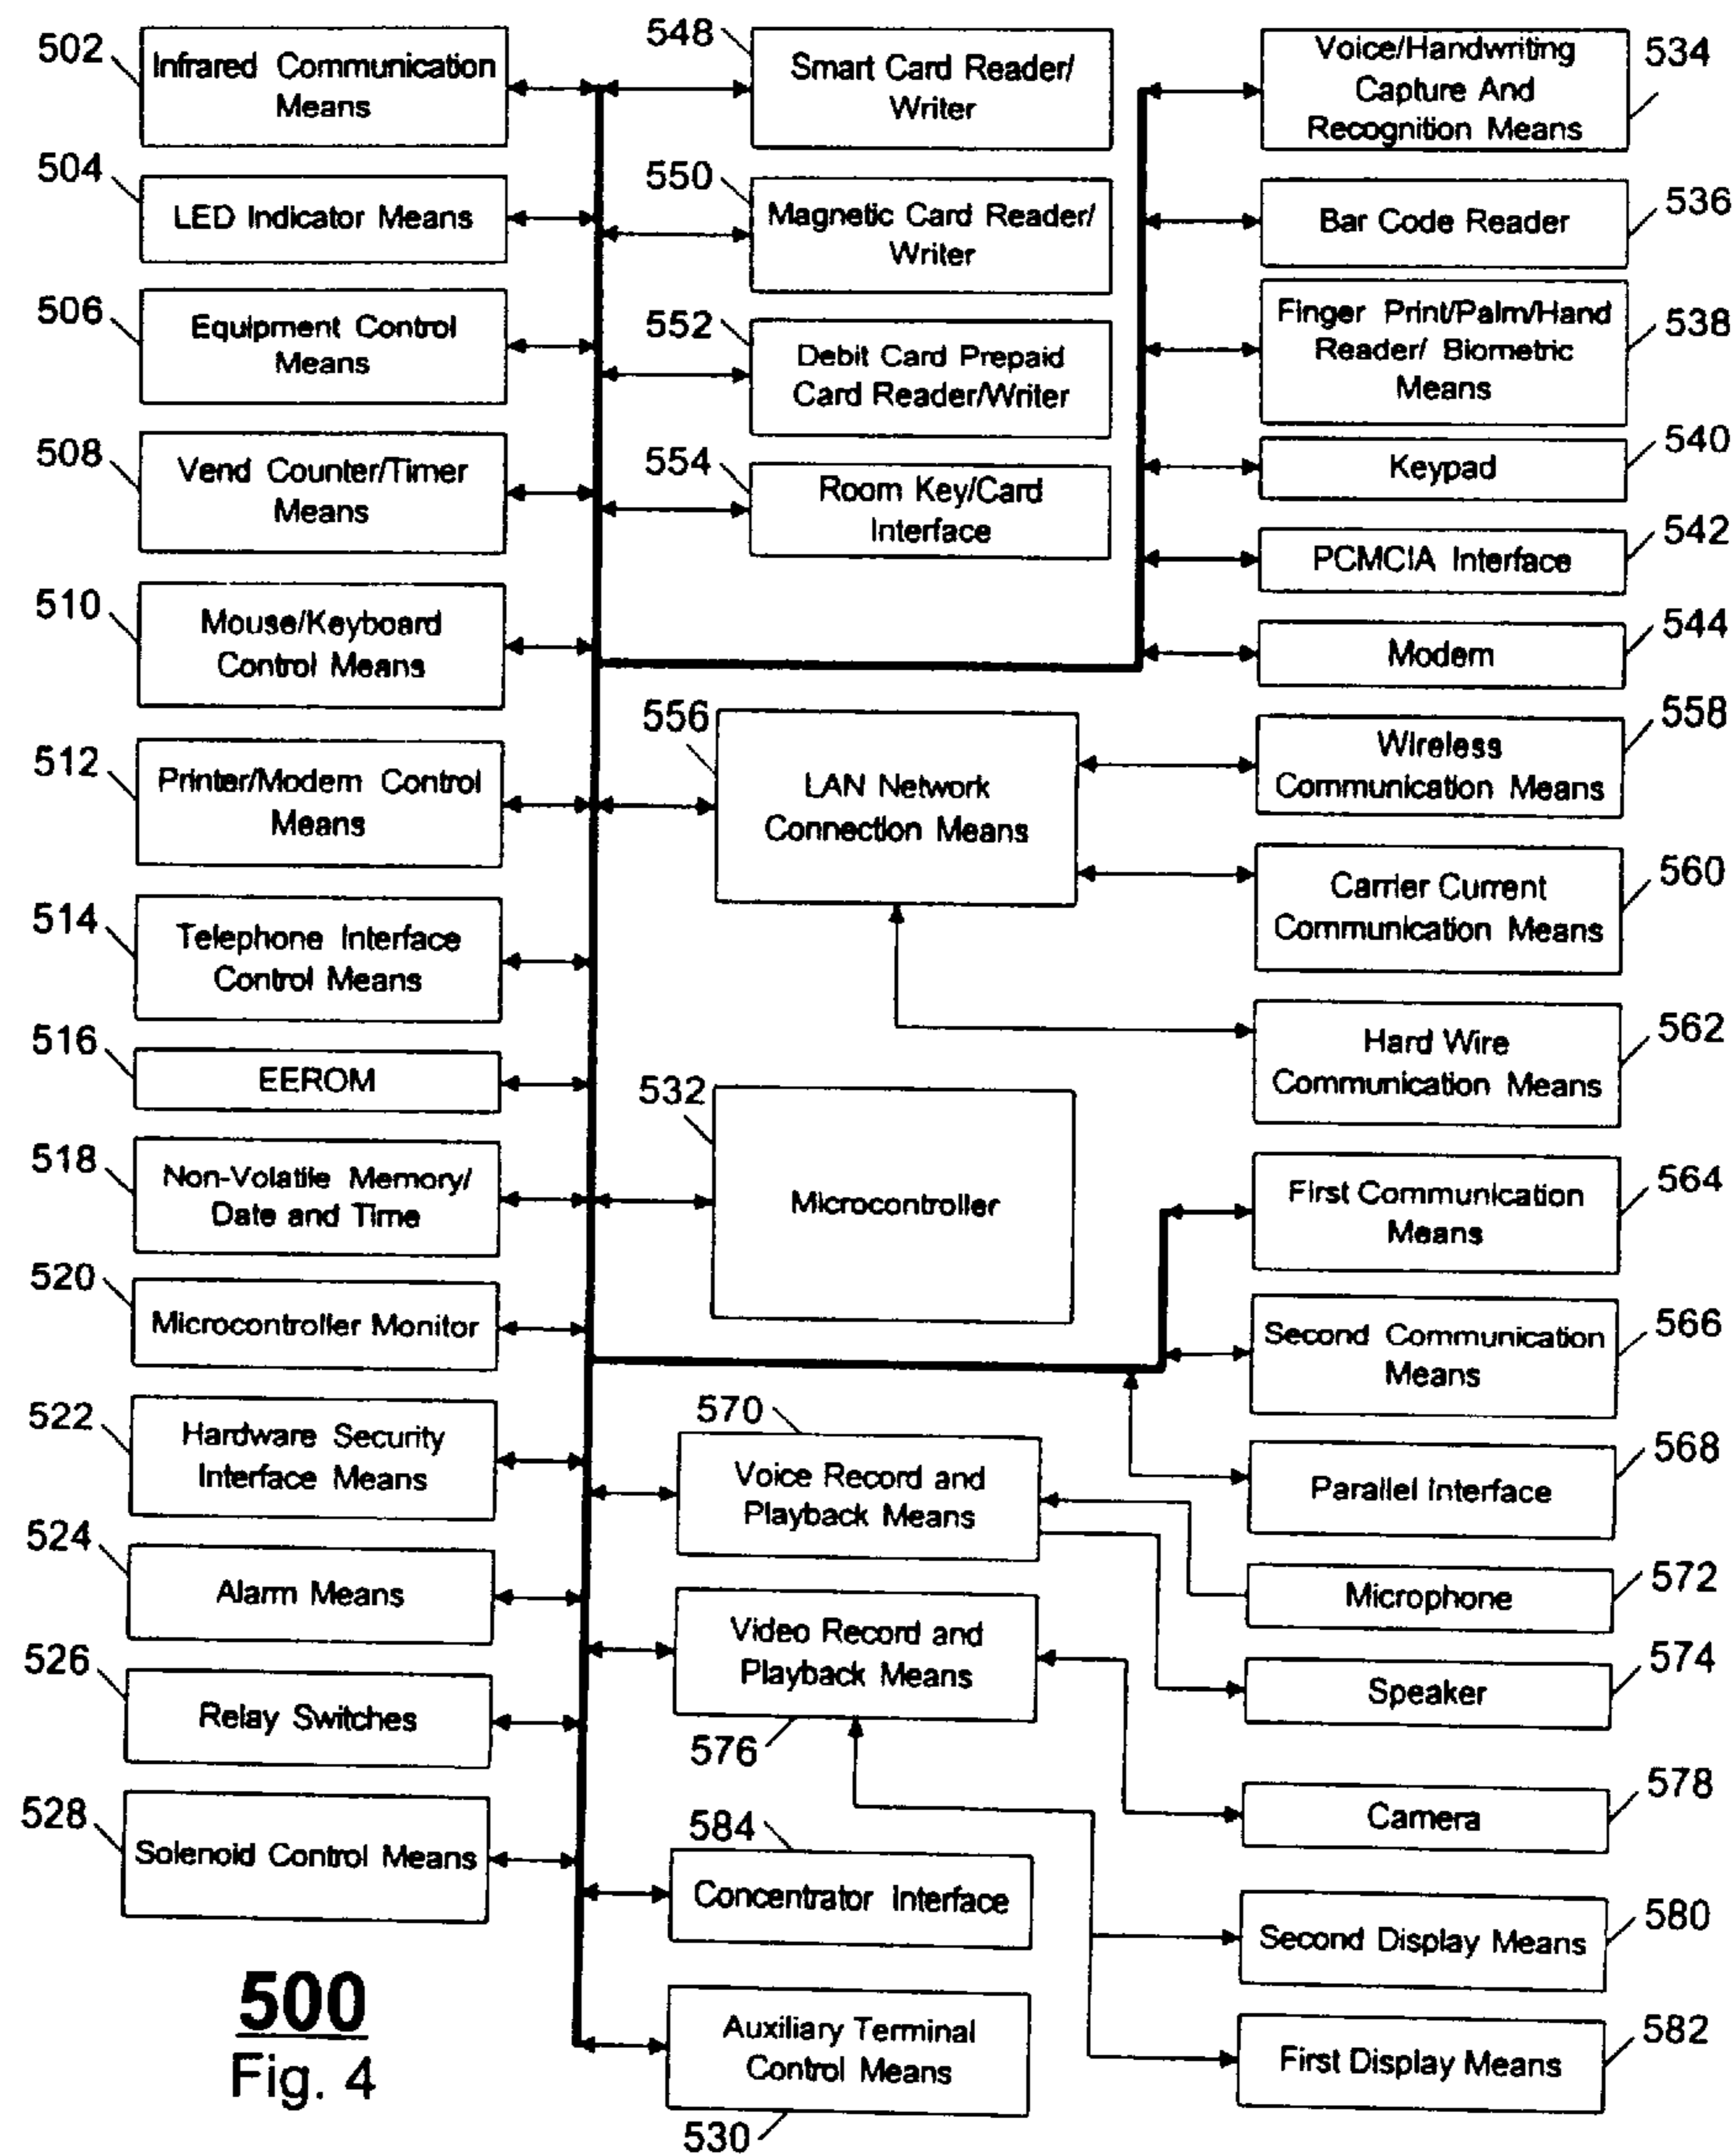 502
Infrared Communication
Means
504
LED Indicator Means
506
Equipment Control
Means
508
Vend Counter/Timer
Means
510
Mouse/Keyboard
Control Means
512
Printer/Modem Control
Means
514
Telephone Interface
Control Means
516
EEROM
518
Non-Volatile Memory/
Date and Time
520
Microcontroller Monitor
522
Hardware Security
Interface Means
524
Alarm Means
526
Relay Switches
528
Solenoid Control Means
548
Smart Card Reader/
Writer
550
Magnetic Card Reader/
Writer
552
Debit Card Prepaid
Card Reader/Writer
554
Room Key/Card
Interface
556
LAN Network
Connection Means
532
Microcontroller
570
Voice Record and
Playback Means
Video Record and
Playback Means
576
584
Concentrator Interface
Auxiliary Terminal
Control Means
530
Voice/Handwriting
Capture And
Recognition Means
534
Bar Code Reader
536
Finger Print/Palm/Hand
Reader/ Biometric
Means
538
Keypad
540
PCMCIA Interface
542
Modem
544
Wireless
Communication Means
558
Carrier Current
Communication Means
560
Hard Wire
Communication Means
562
First Communication
Means
564
Second Communication
Means
566
Parallel Interface
568
Microphone
572
Speaker
574
Camera
578
Second Display Means
580
First Display Means
582
500
Fig. 4